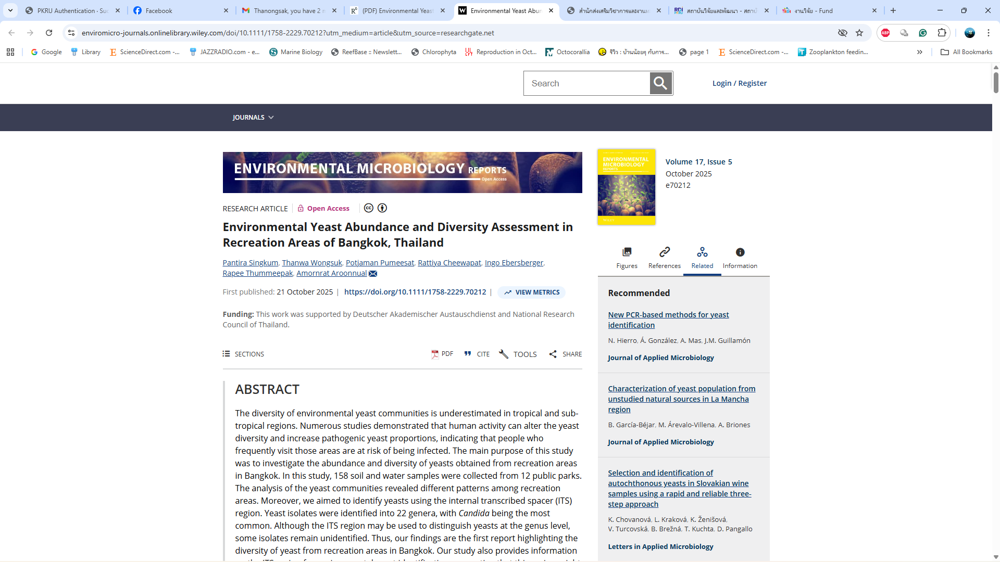 PKRU Authentication - Suc
Facebook
Thanongsak, you have 2 n
(PDF) Environmental Yeast
Environmental Yeast Abun
สำนักส่งเสริมวิชาการและงานท
สถาบันวิจัยและพัฒนา - สถาบั
งานวิจัย - Fund
enviromicro-journals.onlinelibrary.wiley.com/doi/10.1111/1758-2229.70212?utm_medium=article&utm_source=researchgate.net
ABP
Google
Library
ScienceDirect.com -...
JAZZRADIO.com - e...
Marine Biology
ReefBase :: Newslett...
Chlorophyta
Reproduction in Oct...
Octocorallia
รีวิว : บ้านน้อยๆ กับการ...
page 1
ScienceDirect.com -...
Zooplankton feedin...
All Bookmarks
Search
Login / Register
JOURNALS
ENVIRONMENTAL MICROBIOLOGY REPORTS
Open Access
ENVIRONMENTAL
MICROBIOLOGY
REPORTS
WILEY
Volume 17, Issue 5
October 2025
e70212
RESEARCH ARTICLE
Open Access
Environmental Yeast Abundance and Diversity Assessment in
Recreation Areas of Bangkok, Thailand
Pantira Singkum, Thanwa Wongsuk, Potjaman Pumeesat, Rattiya Cheewapat, Ingo Ebersberger,
Rapee Thummeepak, Amornrat Aroonnual
First published: 21 October 2025 | https://doi.org/10.1111/1758-2229.70212 | VIEW METRICS
Funding: This work was supported by Deutscher Akademischer Austauschdienst and National Research
Council of Thailand.
SECTIONS
PDF
CITE
TOOLS
SHARE
ABSTRACT
The diversity of environmental yeast communities is underestimated in tropical and sub-
tropical regions. Numerous studies demonstrated that human activity can alter the yeast
diversity and increase pathogenic yeast proportions, indicating that people who
frequently visit those areas are at risk of being infected. The main purpose of this study
was to investigate the abundance and diversity of yeasts obtained from recreation areas
in Bangkok. In this study, 158 soil and water samples were collected from 12 public parks.
The analysis of the yeast communities revealed different patterns among recreation
areas. Moreover, we aimed to identify yeasts using the internal transcribed spacer (ITS)
region. Yeast isolates were identified into 22 genera, with Candida being the most
common. Although the ITS region may be used to distinguish yeasts at the genus level,
some isolates remain unidentified. Thus, our findings are the first report highlighting the
diversity of yeast from recreation areas in Bangkok. Our study also provides information
Figures
References
Related
Information
Recommended
New PCR-based methods for yeast
identification
N. Hierro, Á. González, A. Mas, J.M. Guillamón
Journal of Applied Microbiology
Characterization of yeast population from
unstudied natural sources in La Mancha
region
B. García-Béjar, M. Árevalo-Villena, A. Briones
Journal of Applied Microbiology
Selection and identification of
autochthonous yeasts in Slovakian wine
samples using a rapid and reliable three-
step approach
K. Chovanová, L. Kraková, K. Ženišová,
V. Turcovská, B. Brežná, T. Kuchta, D. Pangallo
Letters in Applied Microbiology